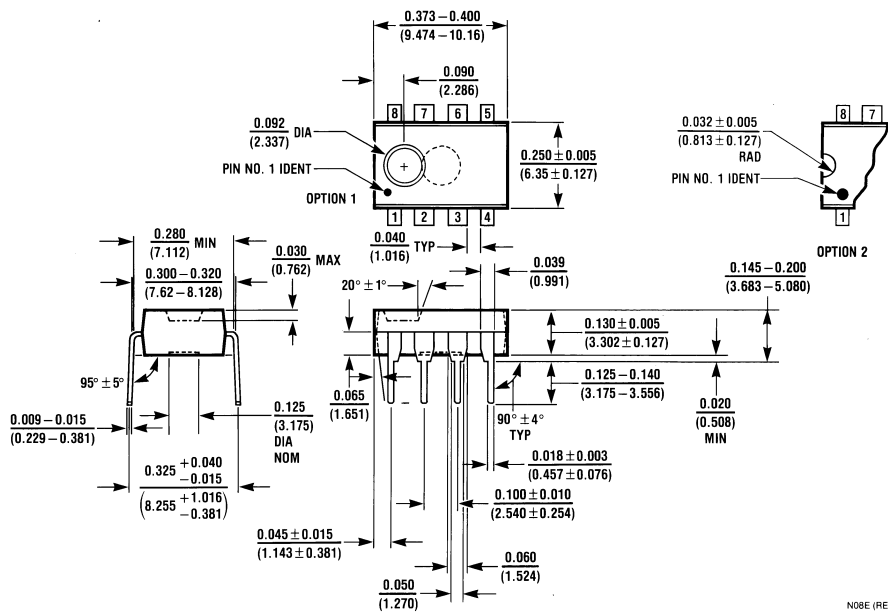 0.373–0.400
(9.474–10.16)
0.090
(2.286)
8 7 6 5
0.092 DIA
(2.337)
PIN NO. 1 IDENT
OPTION 1
+
0.250 ± 0.005
(6.35 ± 0.127)
1 2 3 4
8 7
0.032 ± 0.005
(0.813 ± 0.127)
RAD
PIN NO. 1 IDENT
1
OPTION 2
0.280 MIN
(7.112)
0.030 MAX
(0.762)
0.300–0.320
(7.62–8.128)
0.040 TYP
(1.016)
0.039
(0.991)
20° ± 1°
0.145–0.200
(3.683–5.080)
0.130 ± 0.005
(3.302 ± 0.127)
95° ± 5°
0.065
(1.651)
0.125–0.140
(3.175–3.556)
0.020
(0.508)
MIN
90° ± 4°
TYP
0.009–0.015
(0.229–0.381)
0.125
(3.175)
DIA
NOM
0.018 ± 0.003
(0.457 ± 0.076)
0.325 +0.040 −0.015
(8.255 +1.016 −0.381)
0.100 ± 0.010
(2.540 ± 0.254)
0.045 ± 0.015
(1.143 ± 0.381)
0.060
(1.524)
0.050
(1.270)
N08E (RE